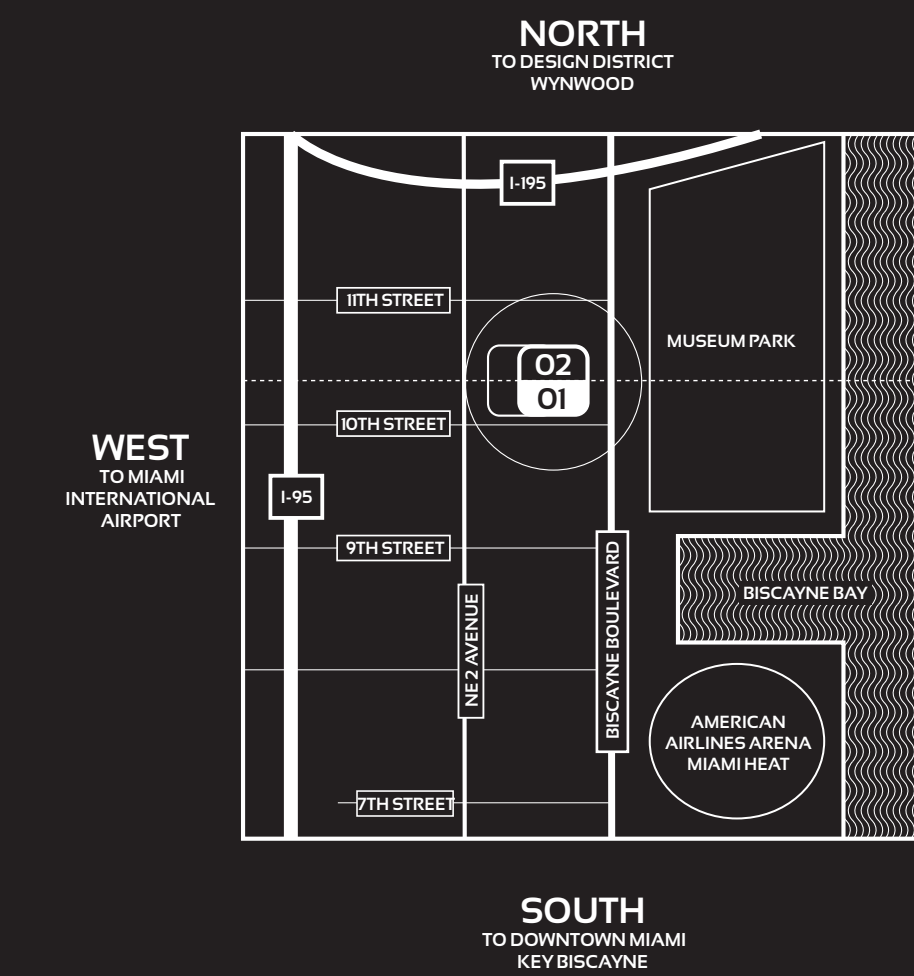 NORTH
TO DESIGN DISTRICT
WYNWOOD
I-195
11TH STREET
MUSEUM PARK
02
01
10TH STREET
WEST
TO MIAMI
INTERNATIONAL
AIRPORT
I-95
9TH STREET
BISCAYNE BOULEVARD
BISCAYNE BAY
NE 2 AVENUE
AMERICAN
AIRLINES ARENA
MIAMI HEAT
7TH STREET
SOUTH
TO DOWNTOWN MIAMI
KEY BISCAYNE